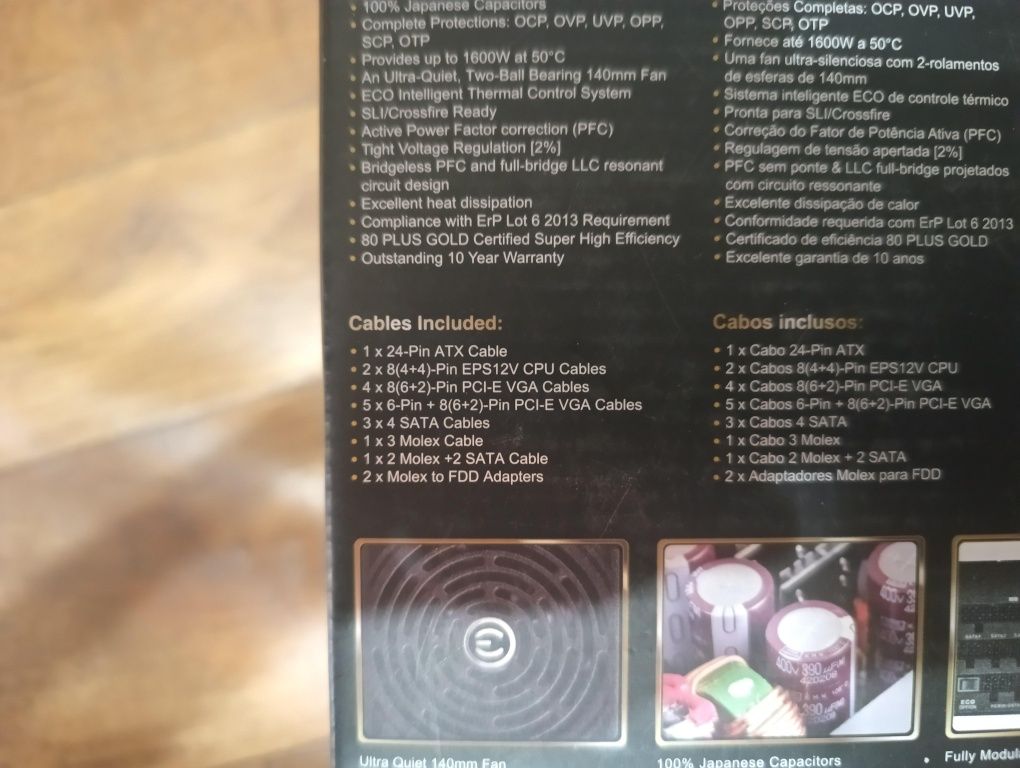 100% Japanese Capacitors
Complete Protections: OCP, OVP, UVP, OPP,
SCP, OTP
Provides up to 1600W at 50°C
An Ultra-Quiet, Two-Ball Bearing 140mm Fan
ECO Intelligent Thermal Control System
SLI/Crossfire Ready
Active Power Factor correction (PFC)
Tight Voltage Regulation [2%]
Bridgeless PFC and full-bridge LLC resonant
circuit design
Excellent heat dissipation
Compliance with ErP Lot 6 2013 Requirement
80 PLUS GOLD Certified Super High Efficiency
Outstanding 10 Year Warranty
Cables Included:
1 x 24-Pin ATX Cable
2 x 8(4+4)-Pin EPS12V CPU Cables
4 x 8(6+2)-Pin PCI-E VGA Cables
5 x 6-Pin + 8(6+2)-Pin PCI-E VGA Cables
3 x 4 SATA Cables
1 x 3 Molex Cable
1 x 2 Molex +2 SATA Cable
2 x Molex to FDD Adapters
Proteções Completas: OCP, OVP, UVP,
OPP, SCP, OTP
Fornece até 1600W a 50°C
Uma fan ultra-silenciosa com 2-rolamentos
de esferas de 140mm
Sistema inteligente ECO de controle térmico
Pronta para SLI/Crossfire
Correção do Fator de Potência Ativa (PFC)
Regulagem de tensão apertada [2%]
PFC sem ponte & LLC full-bridge projetados
com circuito ressonante
Excelente dissipação de calor
Conformidade requerida com ErP Lot 6 2013
Certificado de eficiência 80 PLUS GOLD
Excelente garantia de 10 anos
Cabos inclusos:
1 x Cabo 24-Pin ATX
2 x Cabos 8(4+4)-Pin EPS12V CPU
4 x Cabos 8(6+2)-Pin PCI-E VGA
5 x Cabos 6-Pin + 8(6+2)-Pin PCI-E VGA
3 x Cabos 4 SATA
1 x Cabo 3 Molex
1 x Cabo 2 Molex + 2 SATA
2 x Adaptadores Molex para FDD
400V 390µF
420208
390µF
ECO
Ultra Quiet 140mm Fan
100% Japanese Capacitors
Fully Modul